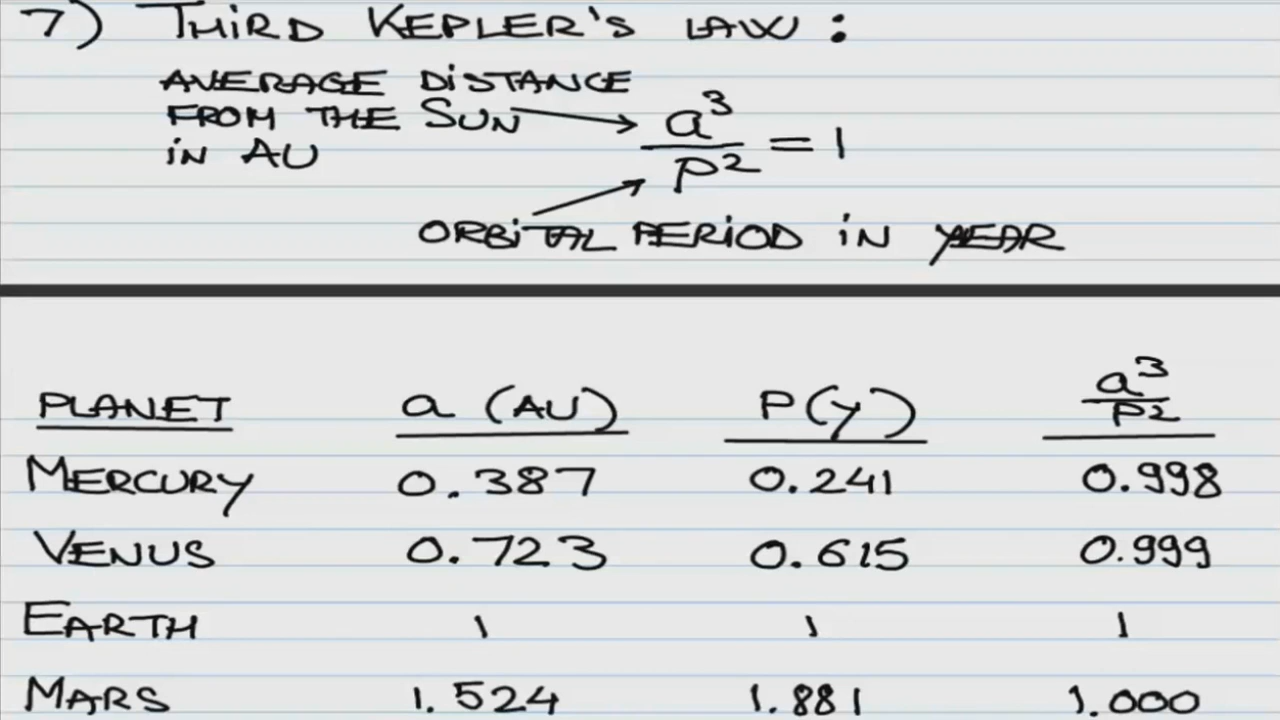 7) THIRD KEPLER'S LAW :
AVERAGE DISTANCE
FROM THE SUN
IN AU
a³/P² = 1
ORBITAL PERIOD IN YEAR
PLANET a (AU) P(y) a³/P²
MERCURY 0.387 0.241 0.998
VENUS 0.723 0.615 0.999
EARTH 1 1 1
MARS 1.524 1.881 1.000